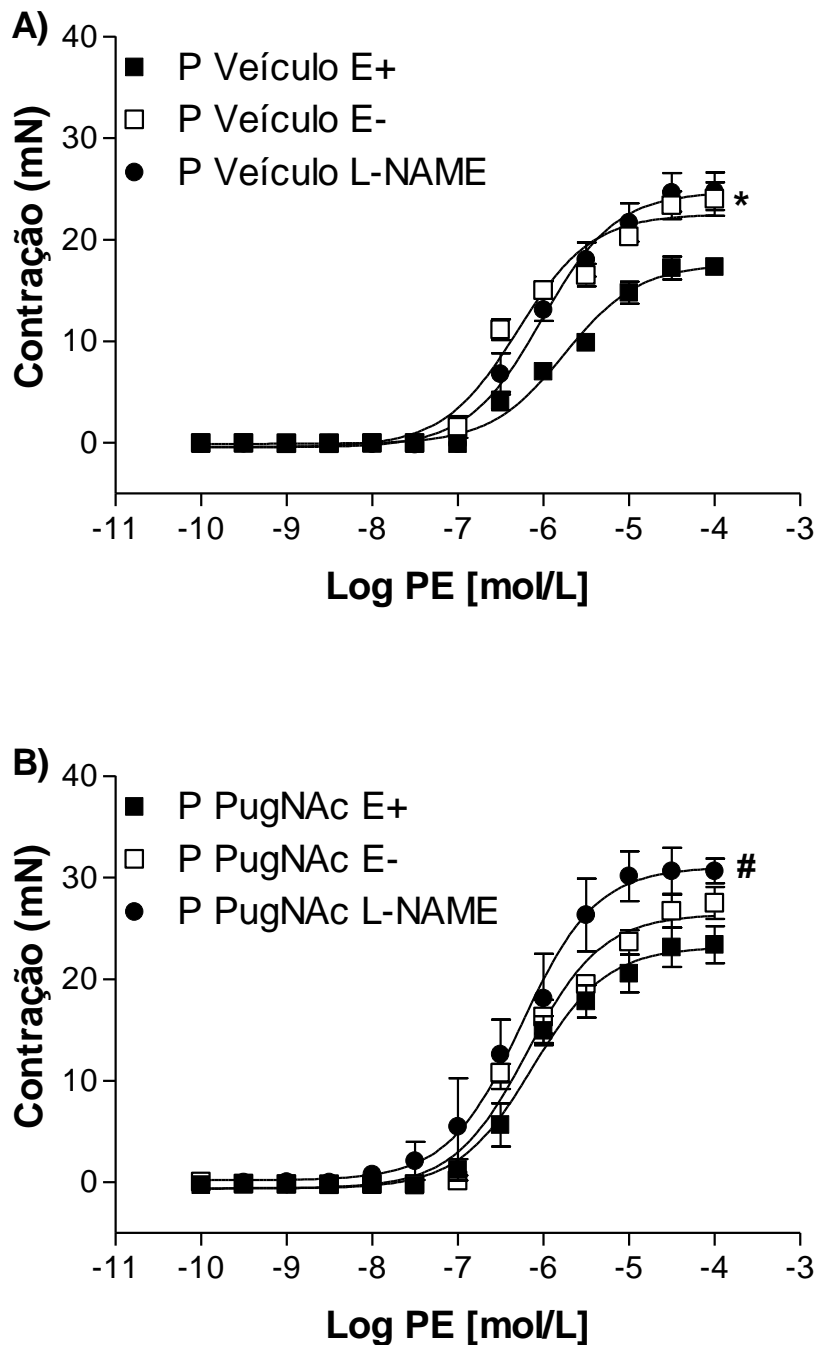 A)
40
P Veículo E+
P Veículo E-
30
P Veículo L-NAME
*
20
10
0
Contração (mN)
-11 -10 -9 -8 -7 -6 -5 -4 -3
Log PE [mol/L]
B)
40
P PugNAc E+
P PugNAc E-
30
P PugNAc L-NAME
#
20
10
0
Contração (mN)
-11 -10 -9 -8 -7 -6 -5 -4 -3
Log PE [mol/L]